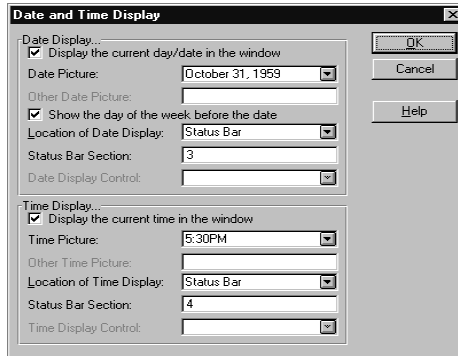 Date and Time Display
Date Display...
Display the current day/date in the window
Date Picture: October 31, 1959
Other Date Picture:
Show the day of the week before the date
Location of Date Display: Status Bar
Status Bar Section: 3
Date Display Control:
Time Display...
Display the current time in the window
Time Picture: 5:30PM
Other Time Picture:
Location of Time Display: Status Bar
Status Bar Section: 4
Time Display Control:
OK
Cancel
Help